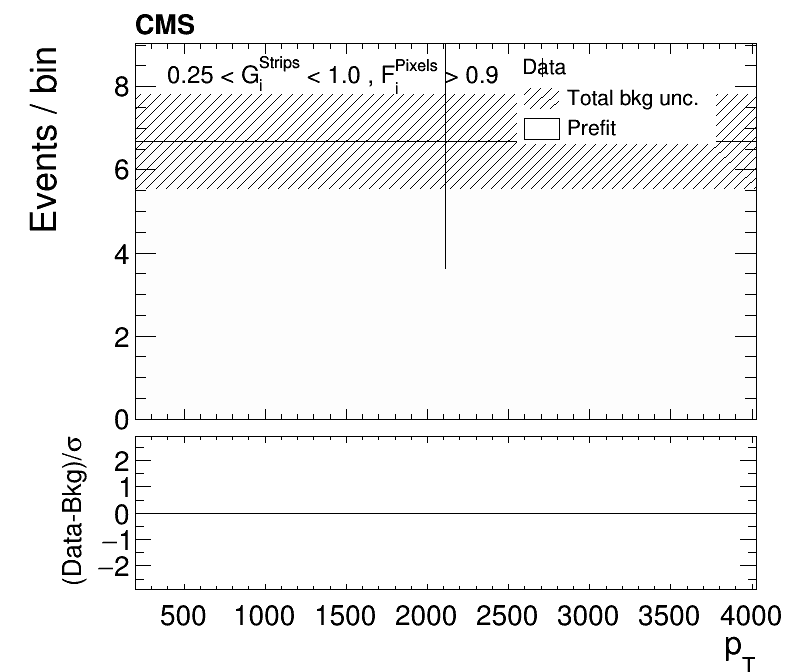 CMS
0.25 < G_i^Strips < 1.0 , F_i^Pixels > 0.9
Data
Total bkg unc.
Prefit
Events / bin
8
6
4
2
0
(Data-Bkg)/σ
2
1
0
−1
−2
500 1000 1500 2000 2500 3000 3500 4000
p_T